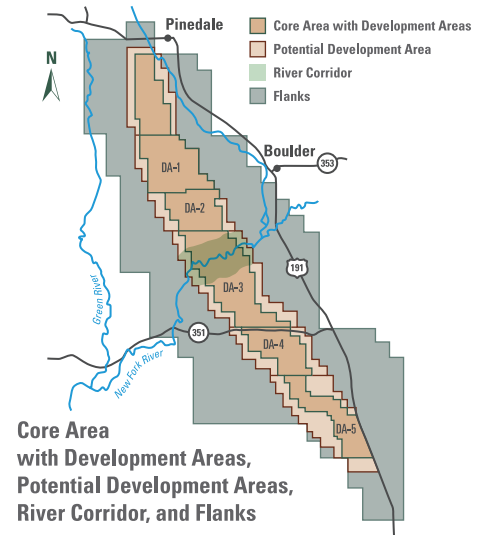 Pinedale
N
Core Area with Development Areas
Potential Development Area
River Corridor
Flanks
Boulder
353
DA-1
DA-2
191
DA-3
Green River
351
DA-4
New Fork River
DA-5
Core Area
with Development Areas,
Potential Development Areas,
River Corridor, and Flanks